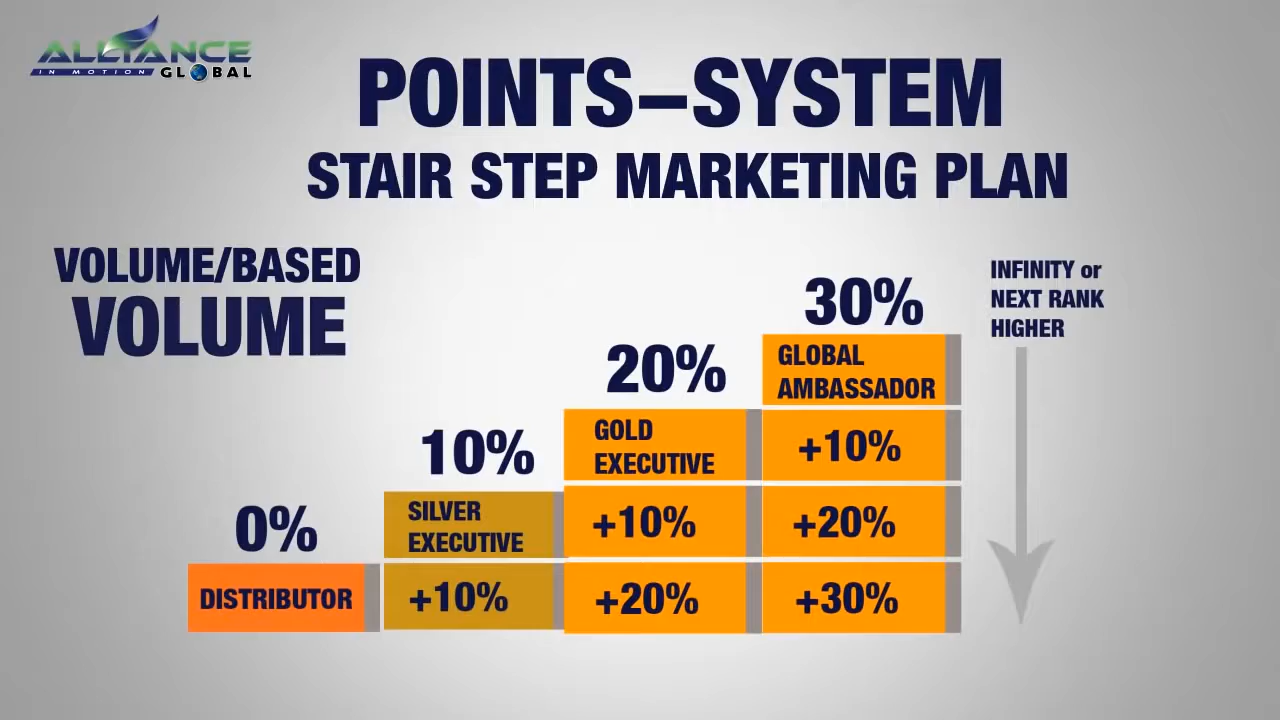 ALLIANCE
IN MOTION GLOBAL
POINTS–SYSTEM
STAIR STEP MARKETING PLAN
VOLUME/BASED
VOLUME
INFINITY or
NEXT RANK
HIGHER
30%
GLOBAL
AMBASSADOR
20%
GOLD
EXECUTIVE
+10%
10%
SILVER
EXECUTIVE
+10%
+20%
0%
DISTRIBUTOR
+10%
+20%
+30%